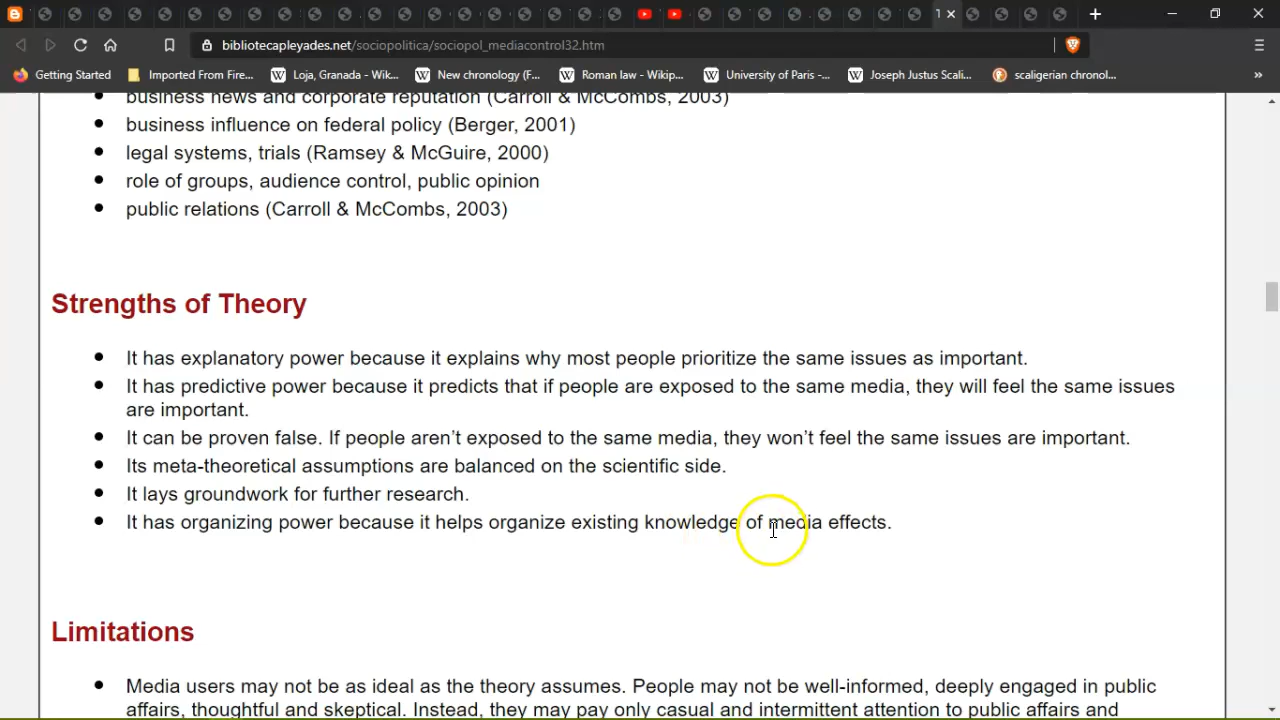 bibliotecapleyades.net/sociopolitica/sociopol_mediacontrol32.htm
Getting Started
Imported From Fire...
Loja, Granada - Wik...
New chronology (F...
Roman law - Wikip...
University of Paris -...
Joseph Justus Scali...
scaligerian chronol...
business news and corporate reputation (Carroll & McCombs, 2003)
business influence on federal policy (Berger, 2001)
legal systems, trials (Ramsey & McGuire, 2000)
role of groups, audience control, public opinion
public relations (Carroll & McCombs, 2003)
Strengths of Theory
It has explanatory power because it explains why most people prioritize the same issues as important.
It has predictive power because it predicts that if people are exposed to the same media, they will feel the same issues
are important.
It can be proven false. If people aren’t exposed to the same media, they won’t feel the same issues are important.
Its meta-theoretical assumptions are balanced on the scientific side.
It lays groundwork for further research.
It has organizing power because it helps organize existing knowledge of media effects.
Limitations
Media users may not be as ideal as the theory assumes. People may not be well-informed, deeply engaged in public
affairs, thoughtful and skeptical. Instead, they may pay only casual and intermittent attention to public affairs and